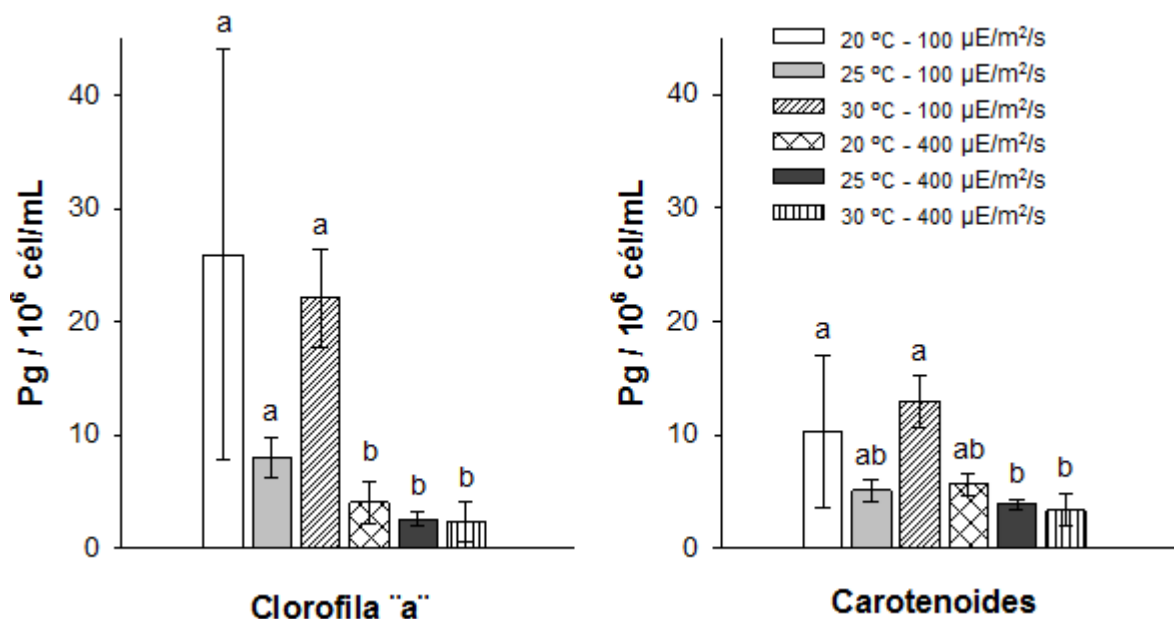 Pg / 10⁶ cél/mL
40
30
20
10
0
a
a
a
b
b
b
Clorofila ¨a¨
Pg / 10⁶ cél/mL
40
30
20
10
0
a
ab
a
ab
b
b
Carotenoides
20 ºC - 100 µE/m²/s
25 ºC - 100 µE/m²/s
30 ºC - 100 µE/m²/s
20 ºC - 400 µE/m²/s
25 ºC - 400 µE/m²/s
30 ºC - 400 µE/m²/s